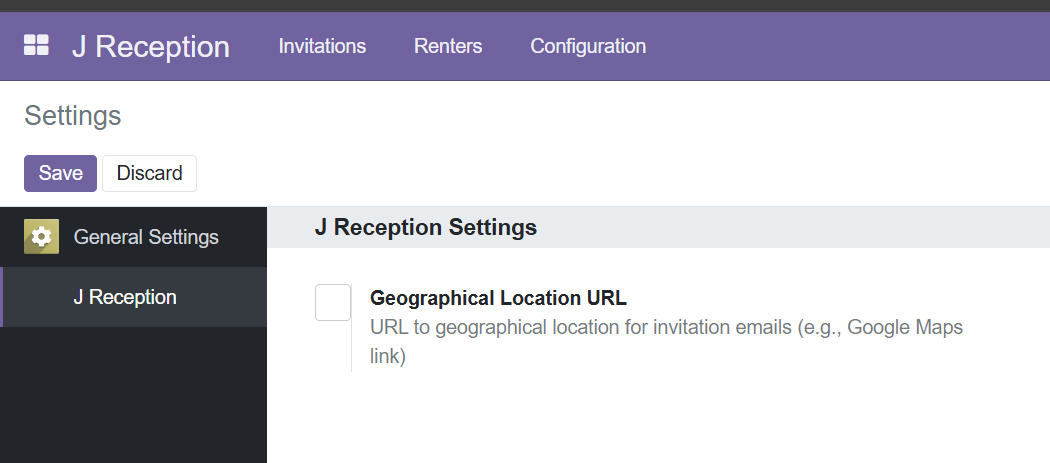 J Reception Invitations Renters Configuration
Settings
Save Discard
General Settings
J Reception
J Reception Settings
Geographical Location URL
URL to geographical location for invitation emails (e.g., Google Maps
link)